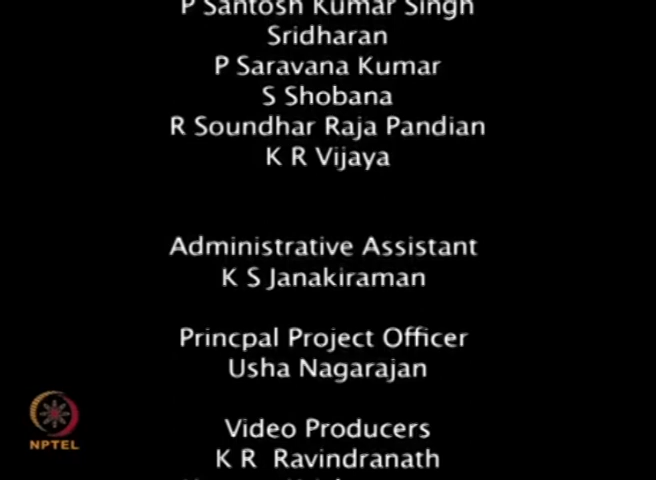 P Santosh Kumar Singh
Sridharan
P Saravana Kumar
S Shobana
R Soundhar Raja Pandian
K R Vijaya
Administrative Assistant
K S Janakiraman
Princpal Project Officer
Usha Nagarajan
Video Producers
K R Ravindranath
NPTEL